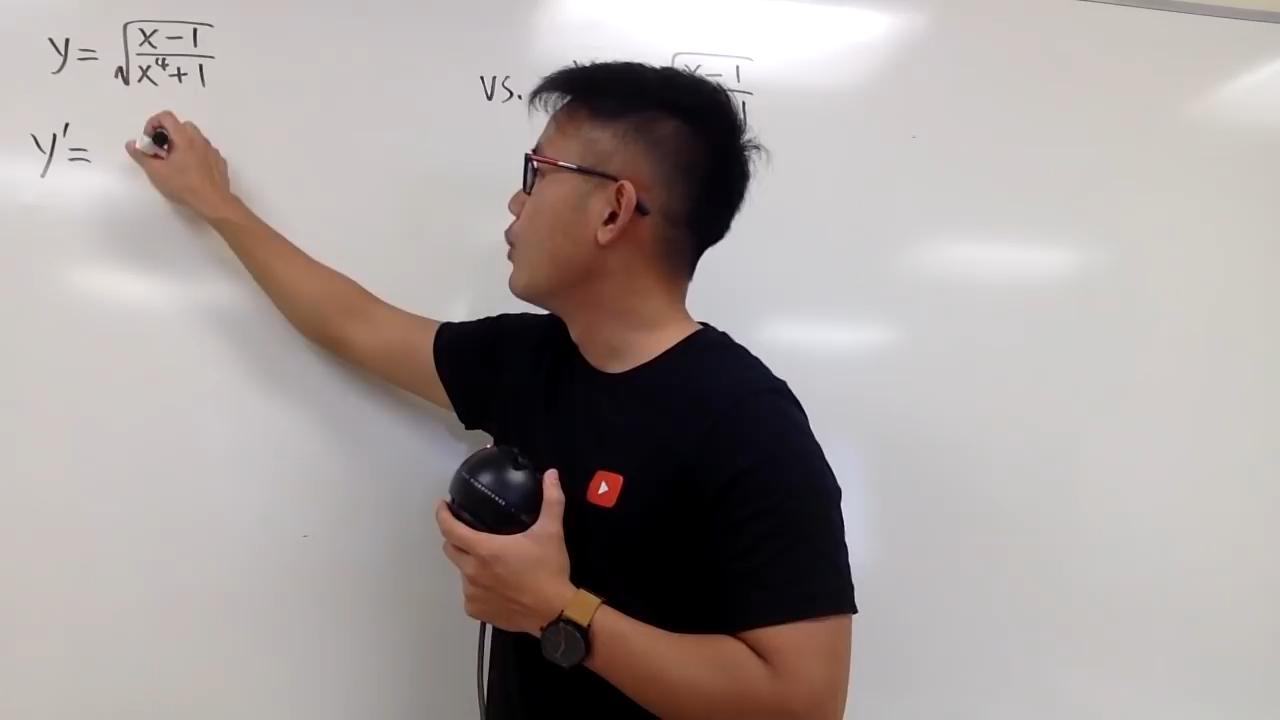 y = √((x-1)/(x⁴+1))
vs.
y' =